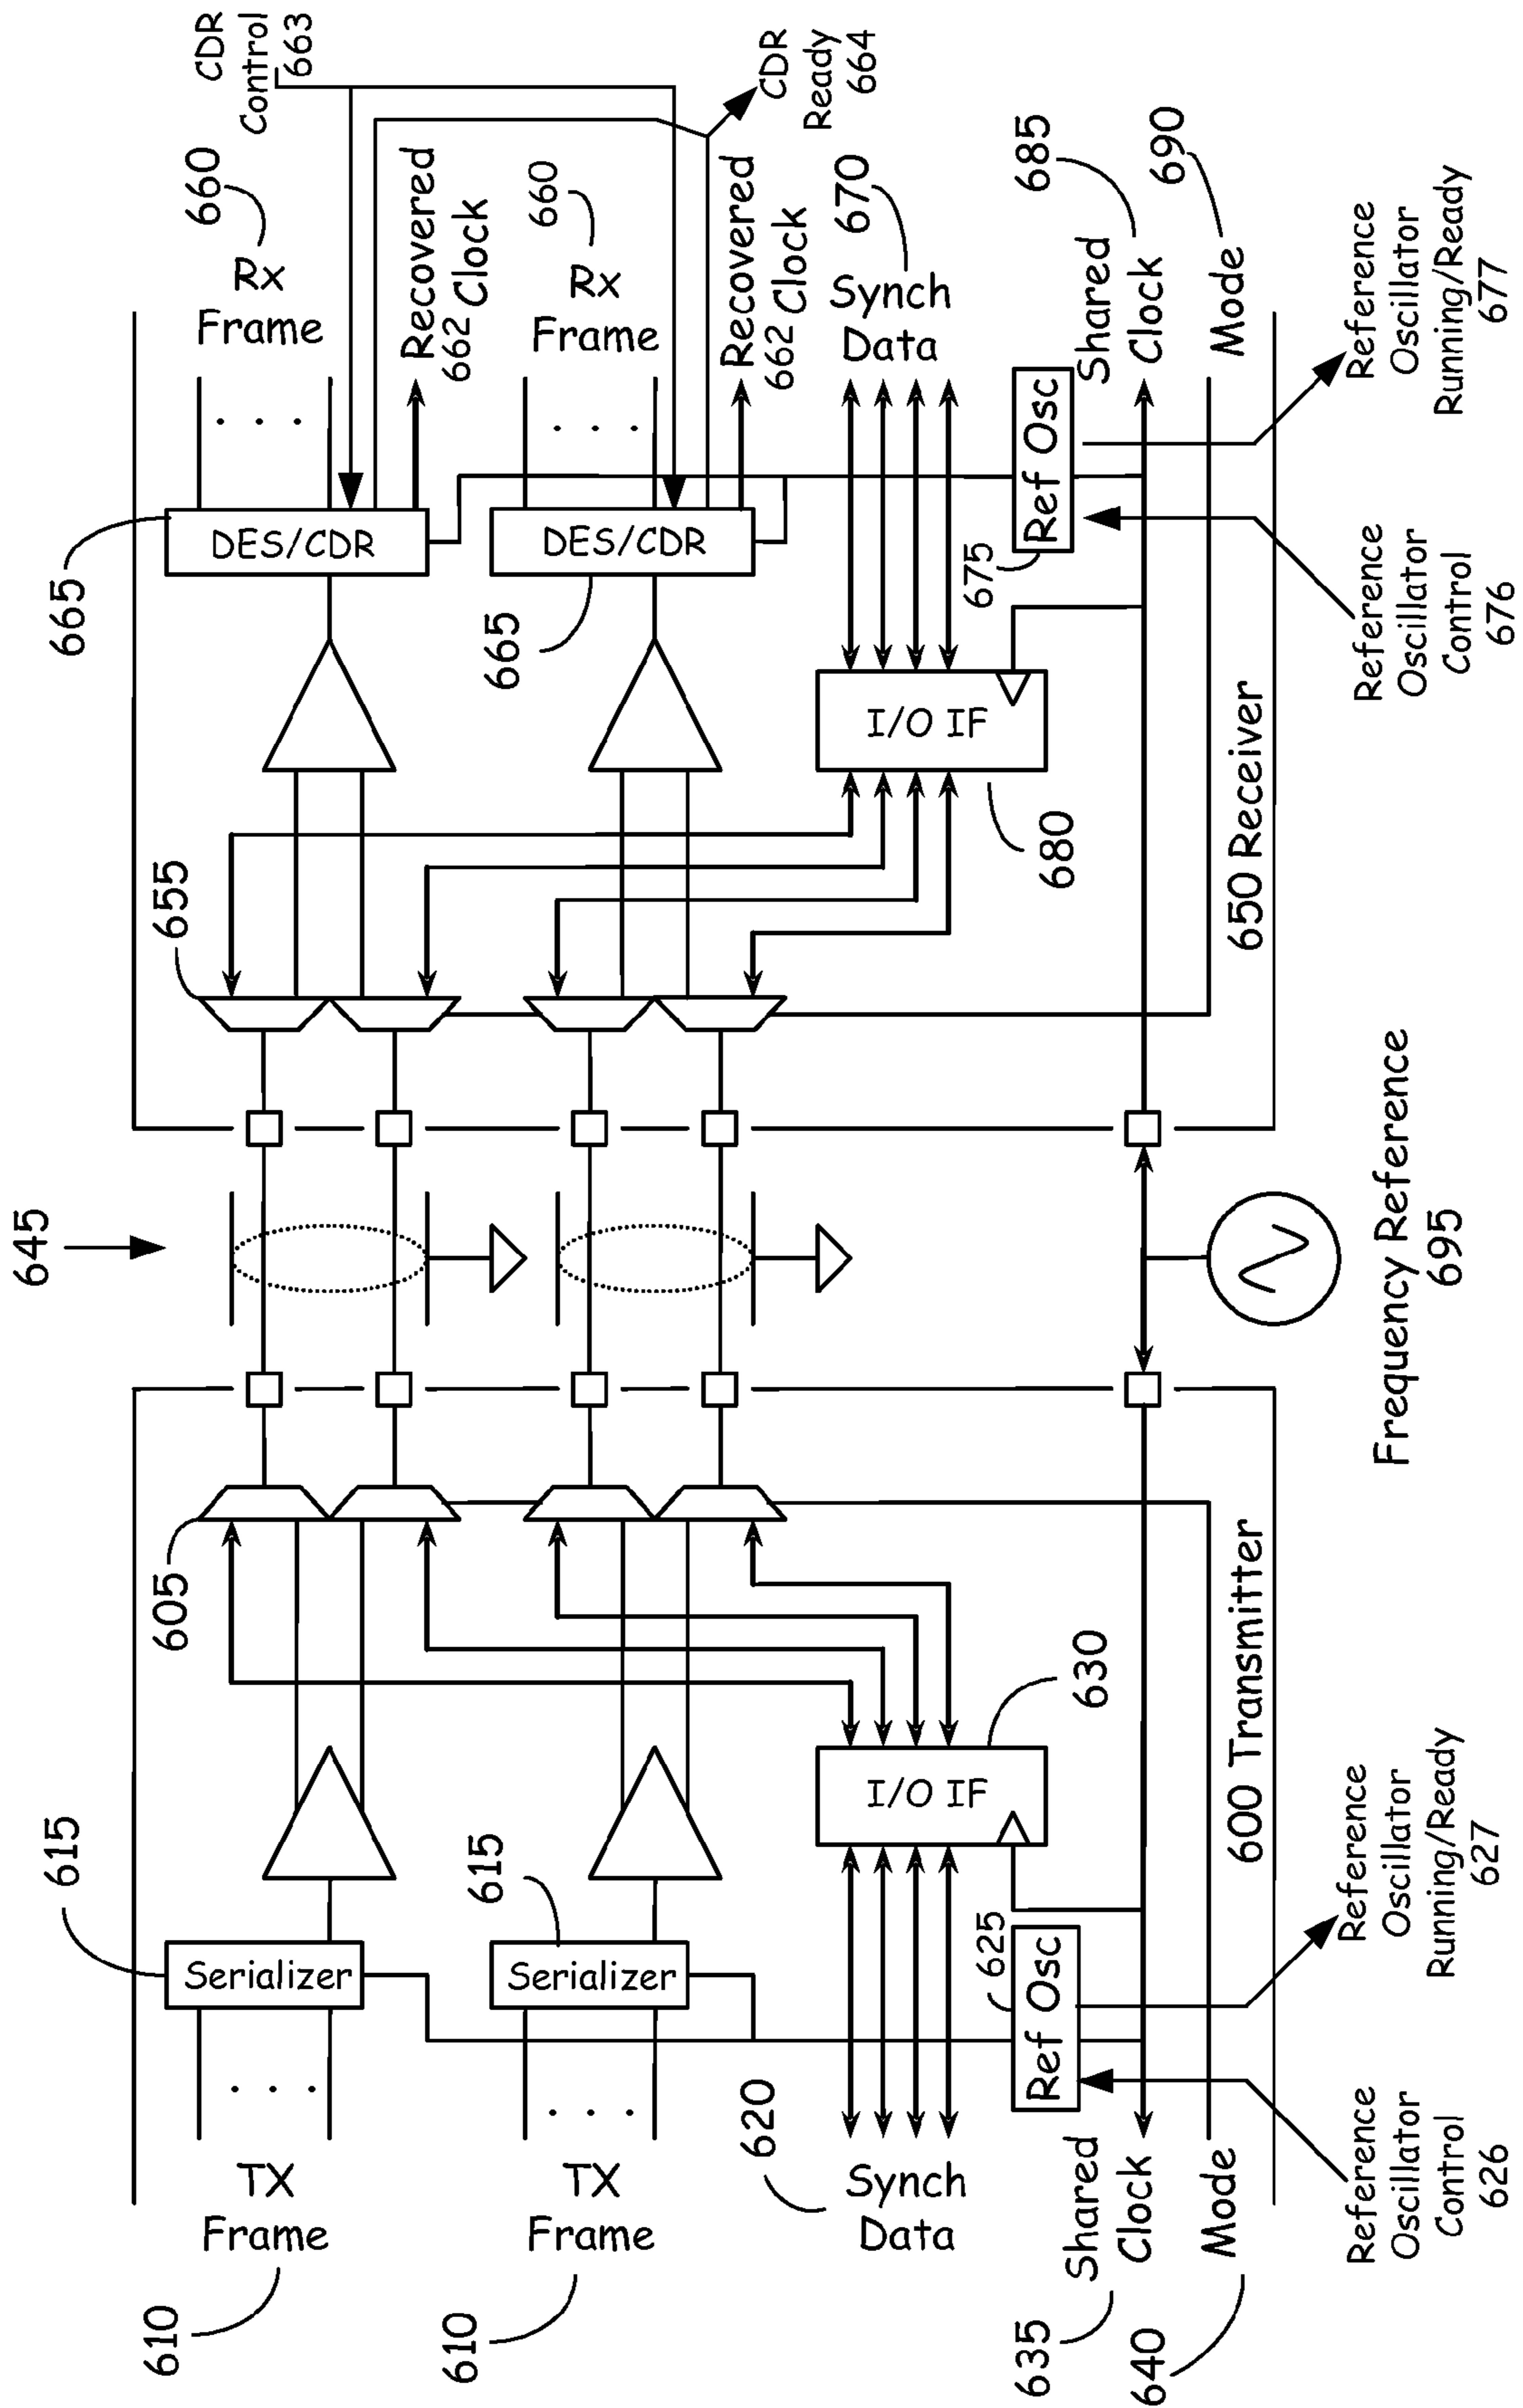 645
615
Serializer
TX
Frame
610
605
655
665
DES/CDR
660
Rx
Frame
CDR
Control
663
Recovered
662 Clock
615
Serializer
TX
Frame
610
665
DES/CDR
660
Rx
Frame
CDR
Ready
664
Recovered
662 Clock
620
Synch
Data
I/O IF
630
I/O IF
680
670
Synch
Data
625
Ref Osc
675
Ref Osc
635
Shared
Clock
685
Shared
Clock
640
Mode
600 Transmitter
650 Receiver
690
Mode
Reference
Oscillator
Control
626
Reference
Oscillator
Running/Ready
627
Frequency Reference
695
Reference
Oscillator
Control
676
Reference
Oscillator
Running/Ready
677